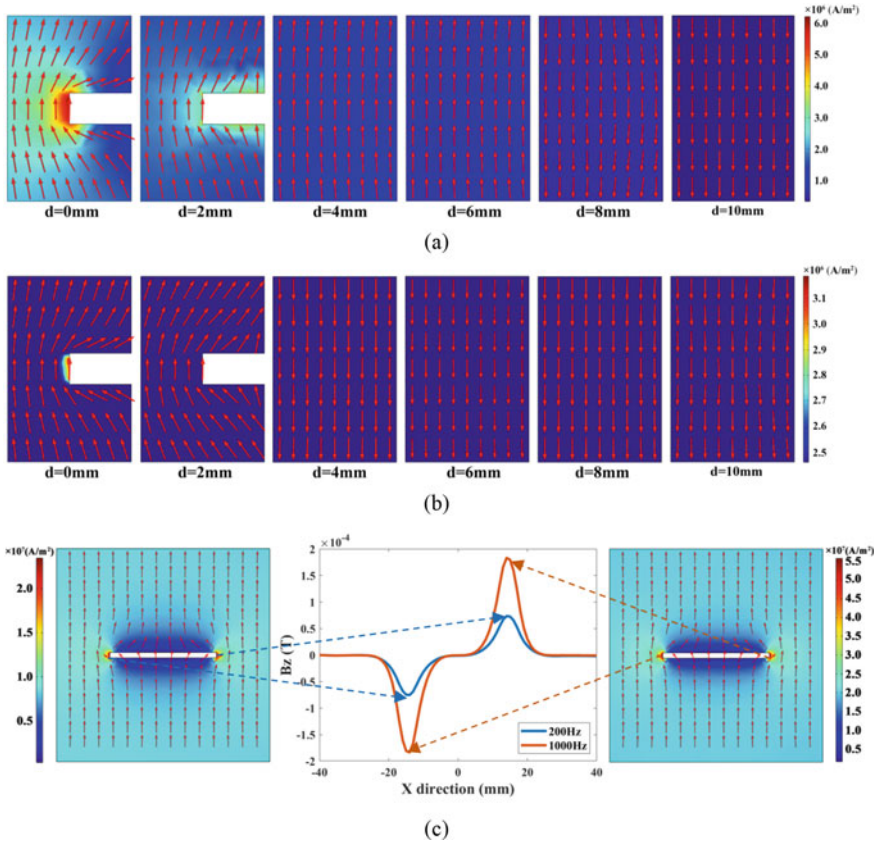 ×10⁶ (A/m²)
6.0
5.0
4.0
3.0
2.0
1.0
d=0mm d=2mm d=4mm d=6mm d=8mm d=10mm
(a)
×10⁶ (A/m²)
3.1
3.0
2.9
2.8
2.7
2.6
2.5
d=0mm d=2mm d=4mm d=6mm d=8mm d=10mm
(b)
×10⁷(A/m²)
2.0
1.5
1.0
0.5
×10⁻⁴
2
1.5
1
0.5
0
-0.5
-1
-1.5
-2
Bz (T)
-40 -20 0 20 40
X direction (mm)
200Hz
1000Hz
×10⁷(A/m²)
5.5
5.0
4.5
4.0
3.5
3.0
2.5
2.0
1.5
1.0
0.5
(c)